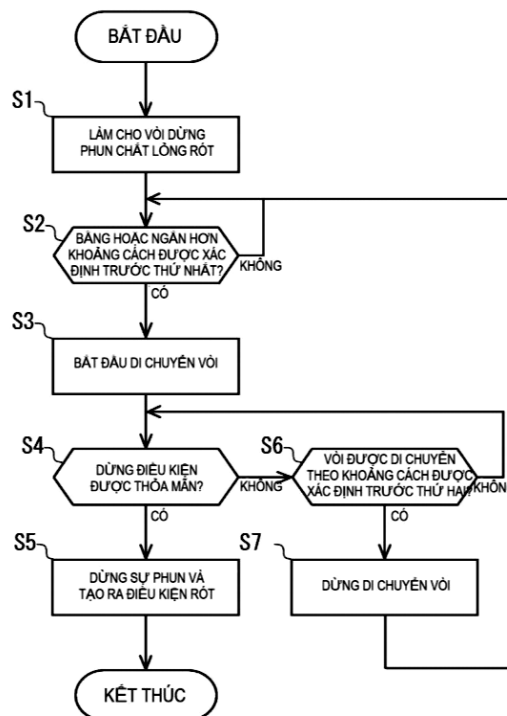 BẮT ĐẦU
S1
LÀM CHO VÒI DỪNG
PHUN CHẤT LỎNG RÓT
S2
BẰNG HOẶC NGẮN HƠN
KHOẢNG CÁCH ĐƯỢC XÁC
ĐỊNH TRƯỚC THỨ NHẤT?
KHÔNG
CÓ
S3
BẮT ĐẦU DI CHUYỂN VÒI
S4
DỪNG ĐIỀU KIỆN
ĐƯỢC THỎA MÃN?
KHÔNG
CÓ
S6
VÒI ĐƯỢC DI CHUYỂN
THEO KHOẢNG CÁCH ĐƯỢC
XÁC ĐỊNH TRƯỚC THỨ HAI?
KHÔNG
CÓ
S5
DỪNG SỰ PHUN VÀ
TẠO RA ĐIỀU KIỆN RÓT
S7
DỪNG DI CHUYỂN VÒI
KẾT THÚC